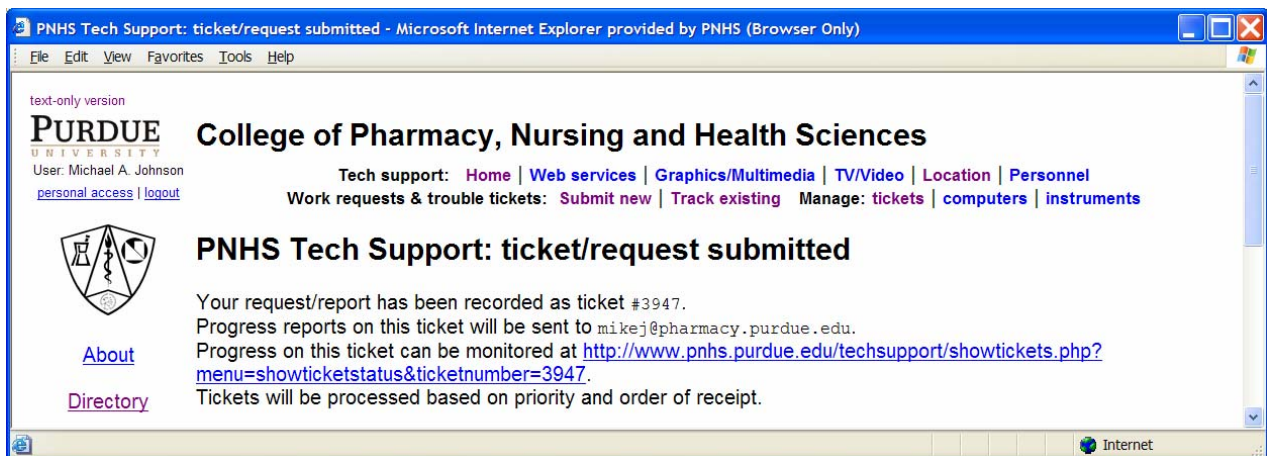 PNHS Tech Support: ticket/request submitted - Microsoft Internet Explorer provided by PNHS (Browser Only)
File Edit View Favorites Tools Help
text-only version
PURDUE
UNIVERSITY
User: Michael A. Johnson
personal access | logout
College of Pharmacy, Nursing and Health Sciences
Tech support: Home | Web services | Graphics/Multimedia | TV/Video | Location | Personnel
Work requests & trouble tickets: Submit new | Track existing Manage: tickets | computers | instruments
PNHS Tech Support: ticket/request submitted
Your request/report has been recorded as ticket #3947.
Progress reports on this ticket will be sent to mikej@pharmacy.purdue.edu.
Progress on this ticket can be monitored at http://www.pnhs.purdue.edu/techsupport/showtickets.php?
menu=showticketstatus&ticketnumber=3947.
Tickets will be processed based on priority and order of receipt.
About
Directory
Internet